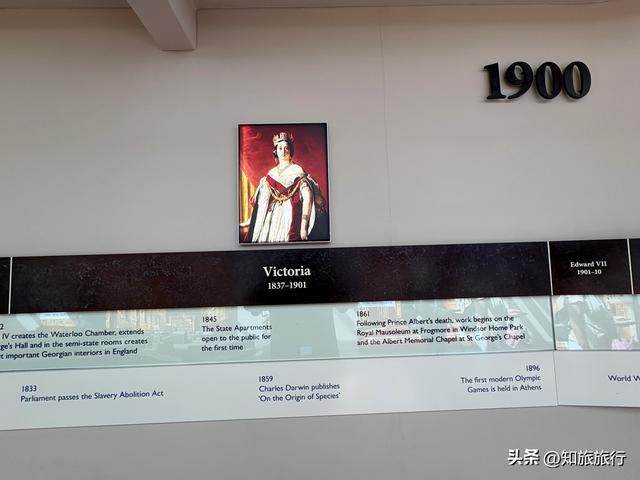 1900
Victoria
1837–1901
Edward VII
1901–10
2
IV creates the Waterloo Chamber, extends
ge's Hall and in the semi-state rooms creates
t important Georgian interiors in England
1845
The State Apartments
open to the public for
the first time
1861
Following Prince Albert's death, work begins on the
Royal Mausoleum at Frogmore in Windsor Home Park
and the Albert Memorial Chapel at St George's Chapel
1833
Parliament passes the Slavery Abolition Act
1859
Charles Darwin publishes
'On the Origin of Species'
1896
The first modern Olympic
Games is held in Athens
World W
头条 @知旅旅行